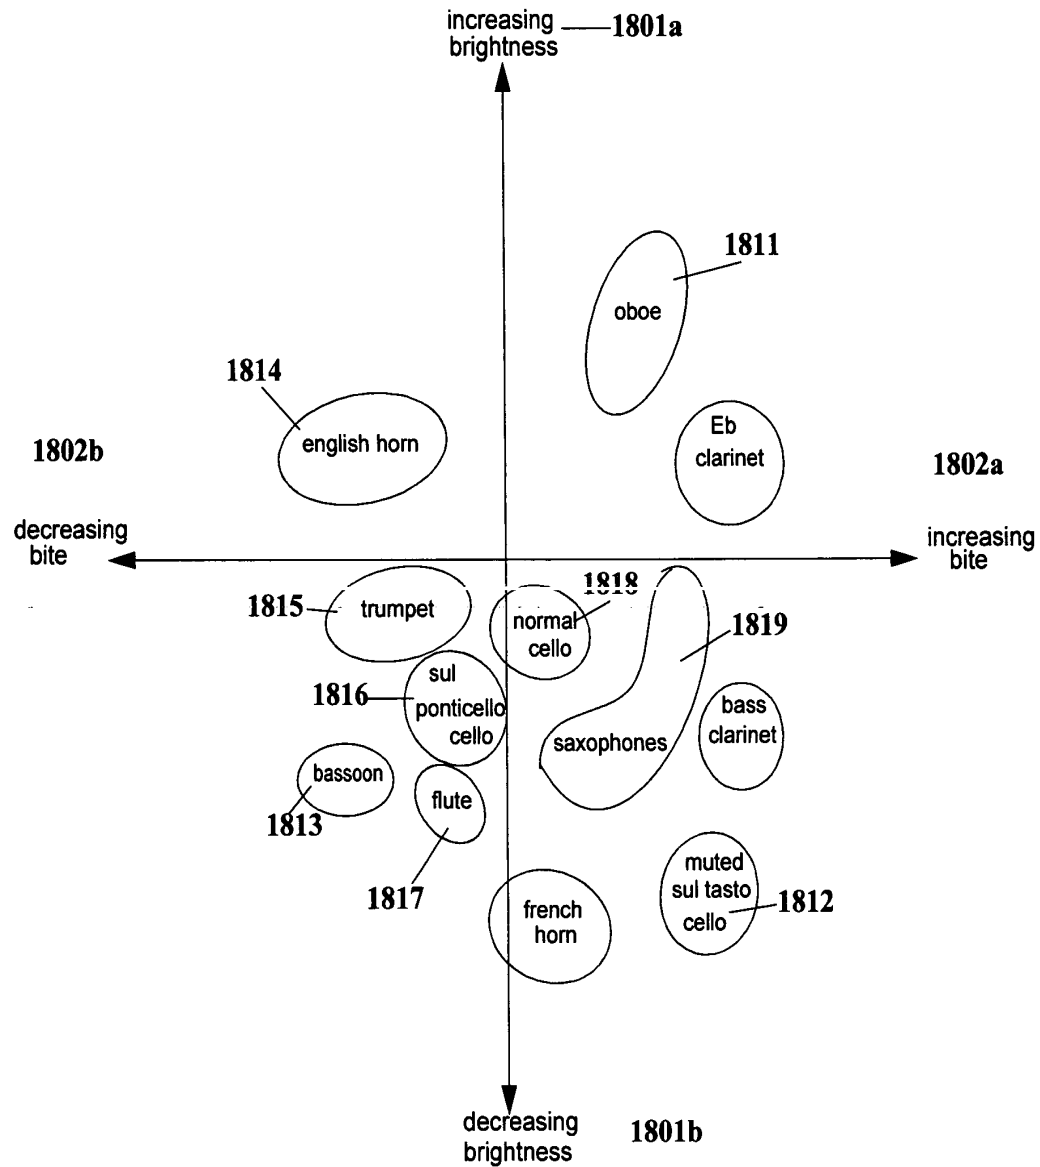 increasing
brightness
1801a
1811
oboe
1814
english horn
Eb
clarinet
1802b
1802a
decreasing
bite
increasing
bite
1815
trumpet
1818
normal
cello
1819
sul
ponticello
cello
1816
saxophones
bass
clarinet
bassoon
1813
flute
1817
muted
sul tasto
cello
1812
french
horn
decreasing
brightness
1801b